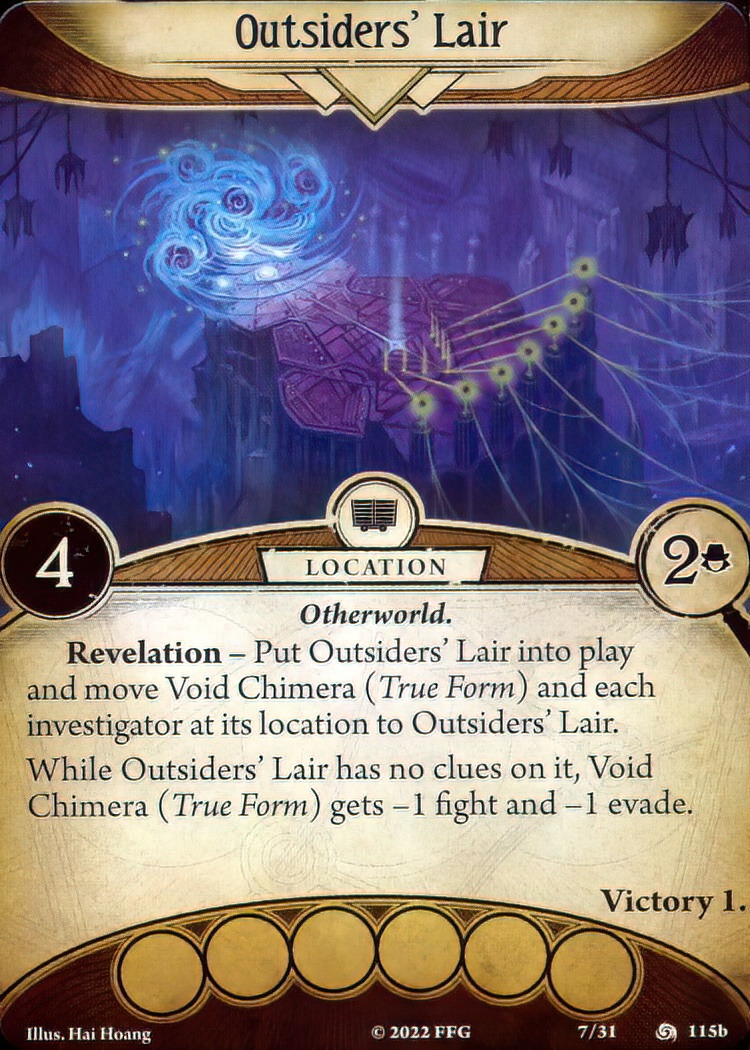 Outsiders’ Lair
4
LOCATION
2
Otherworld.
Revelation – Put Outsiders’ Lair into play
and move Void Chimera (True Form) and each
investigator at its location to Outsiders’ Lair.
While Outsiders’ Lair has no clues on it, Void
Chimera (True Form) gets –1 fight and –1 evade.
Victory 1.
Illus. Hai Hoang © 2022 FFG 7/31 115b